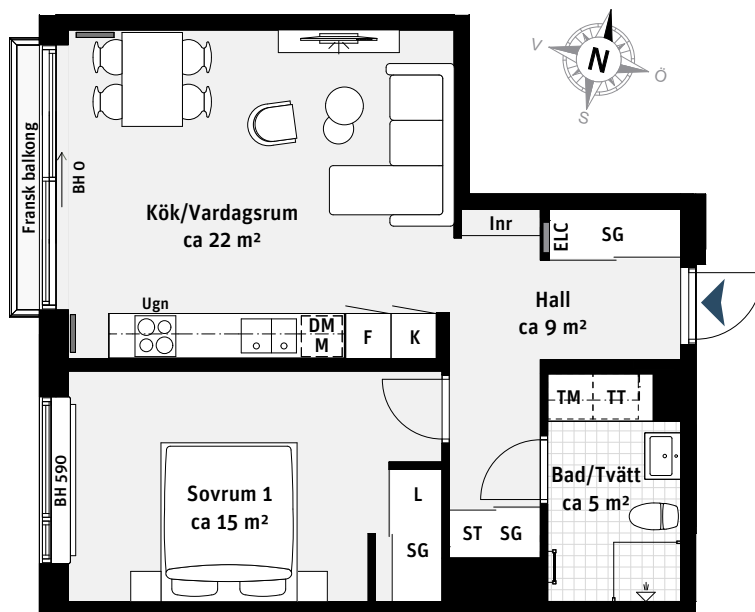 N
V
Ö
S
Fransk balkong
BH 0
Kök/Vardagsrum
ca 22 m²
Inr
ELC
SG
Hall
ca 9 m²
Ugn
DM
M
F
K
TM
TT
BH 590
Sovrum 1
ca 15 m²
L
SG
ST
SG
Bad/Tvätt
ca 5 m²